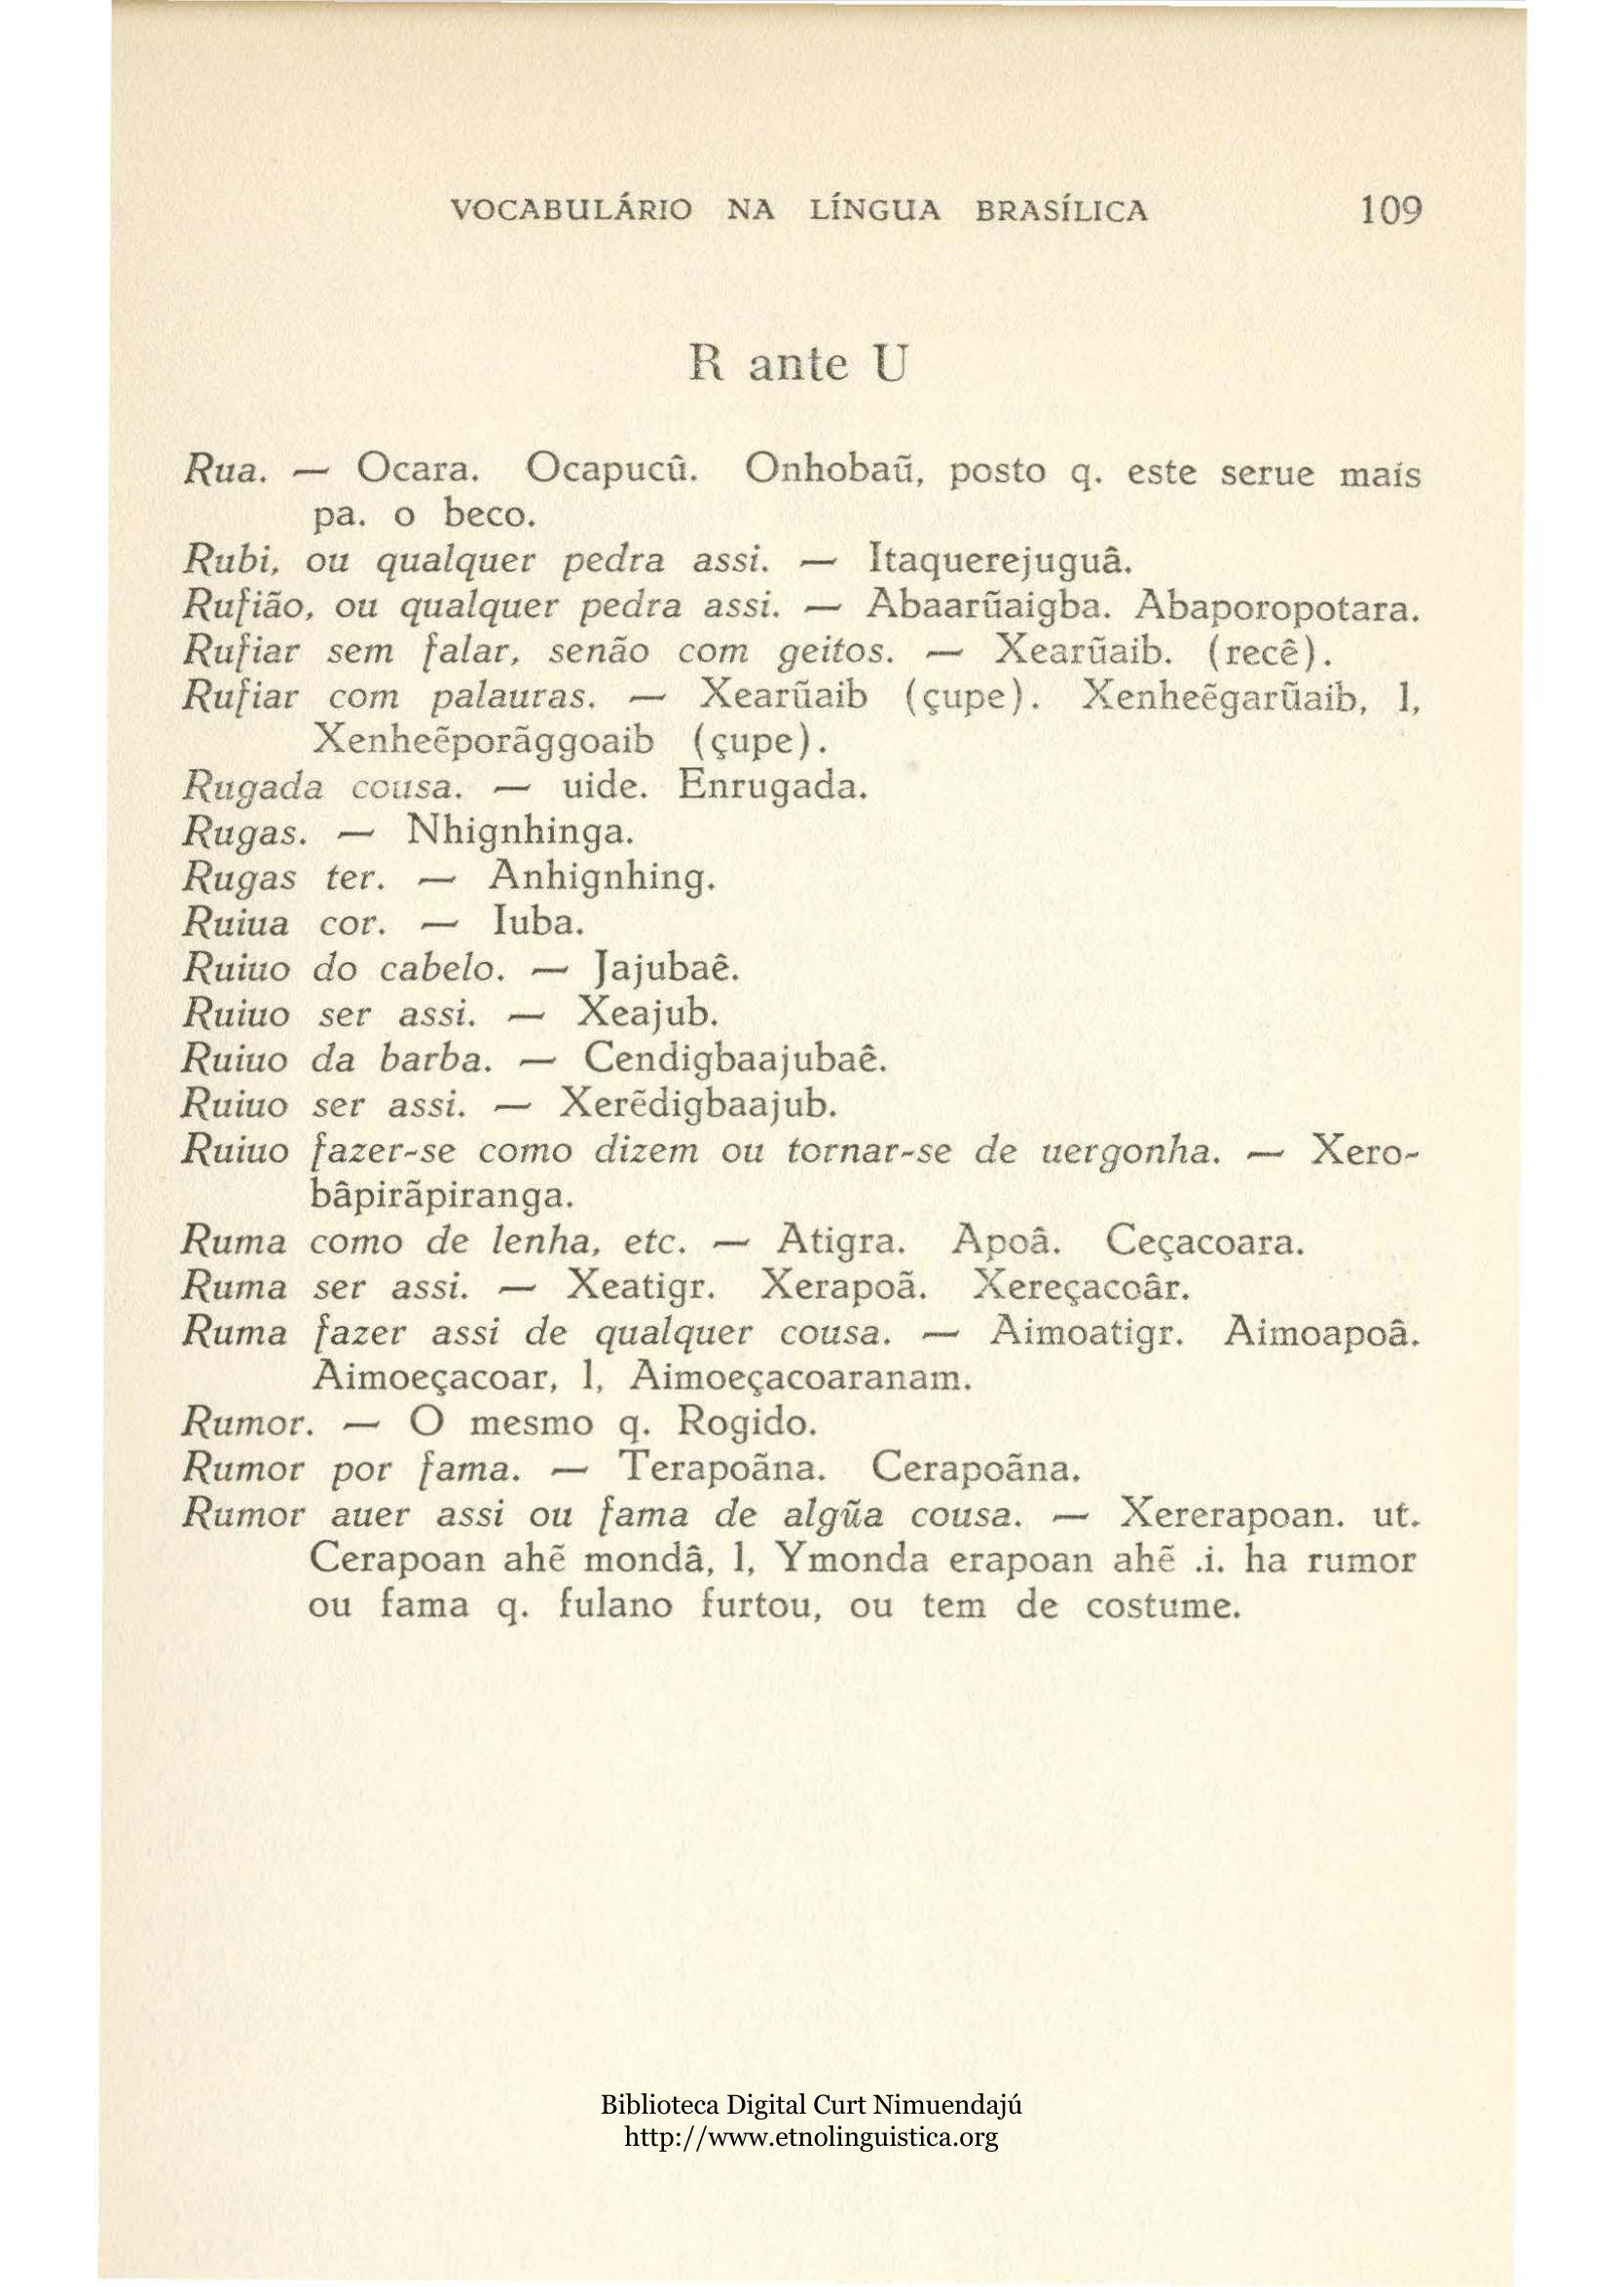 VOCABULÁRIO NA LÍNGUA BRASÍLICA 109
R ante U
Rua. — Ocara. Ocapucû. Onhobaũ, posto q. este serue mais
pa. o beco.
Rubi, ou qualquer pedra assi. — Itaquerejuguâ.
Rufião, ou qualquer pedra assi. — Abaarũaigba. Abaporopotara.
Rufiar sem falar, senão com geitos. — Xearũaib. (recê).
Rufiar com palauras. — Xearũaib (çupe). Xenheẽgarũaib, l,
Xenheẽporãggoaib (çupe).
Rugada cousa. — uide. Enrugada.
Rugas. — Nhignhinga.
Rugas ter. — Anhignhing.
Ruiua cor. — Iuba.
Ruiuo do cabelo. — Jajubaê.
Ruiuo ser assi. — Xeajub.
Ruiuo da barba. — Cendigbaajubaê.
Ruiuo ser assi. — Xerẽdigbaajub.
Ruiuo fazer-se como dizem ou tornar-se de uergonha. — Xero-
bâpirãpiranga.
Ruma como de lenha, etc. — Atigra. Apoâ. Ceçacoara.
Ruma ser assi. — Xeatigr. Xerapoã. Xereçacoâr.
Ruma fazer assi de qualquer cousa. — Aimoatigr. Aimoapoâ.
Aimoeçacoar, l, Aimoeçacoaranam.
Rumor. — O mesmo q. Rogido.
Rumor por fama. — Terapoãna. Cerapoãna.
Rumor auer assi ou fama de algũa cousa. — Xererapoan. ut.
Cerapoan ahẽ mondâ, l, Ymonda erapoan ahẽ .i. ha rumor
ou fama q. fulano furtou, ou tem de costume.
Biblioteca Digital Curt Nimuendajú
http://www.etnolinguistica.org